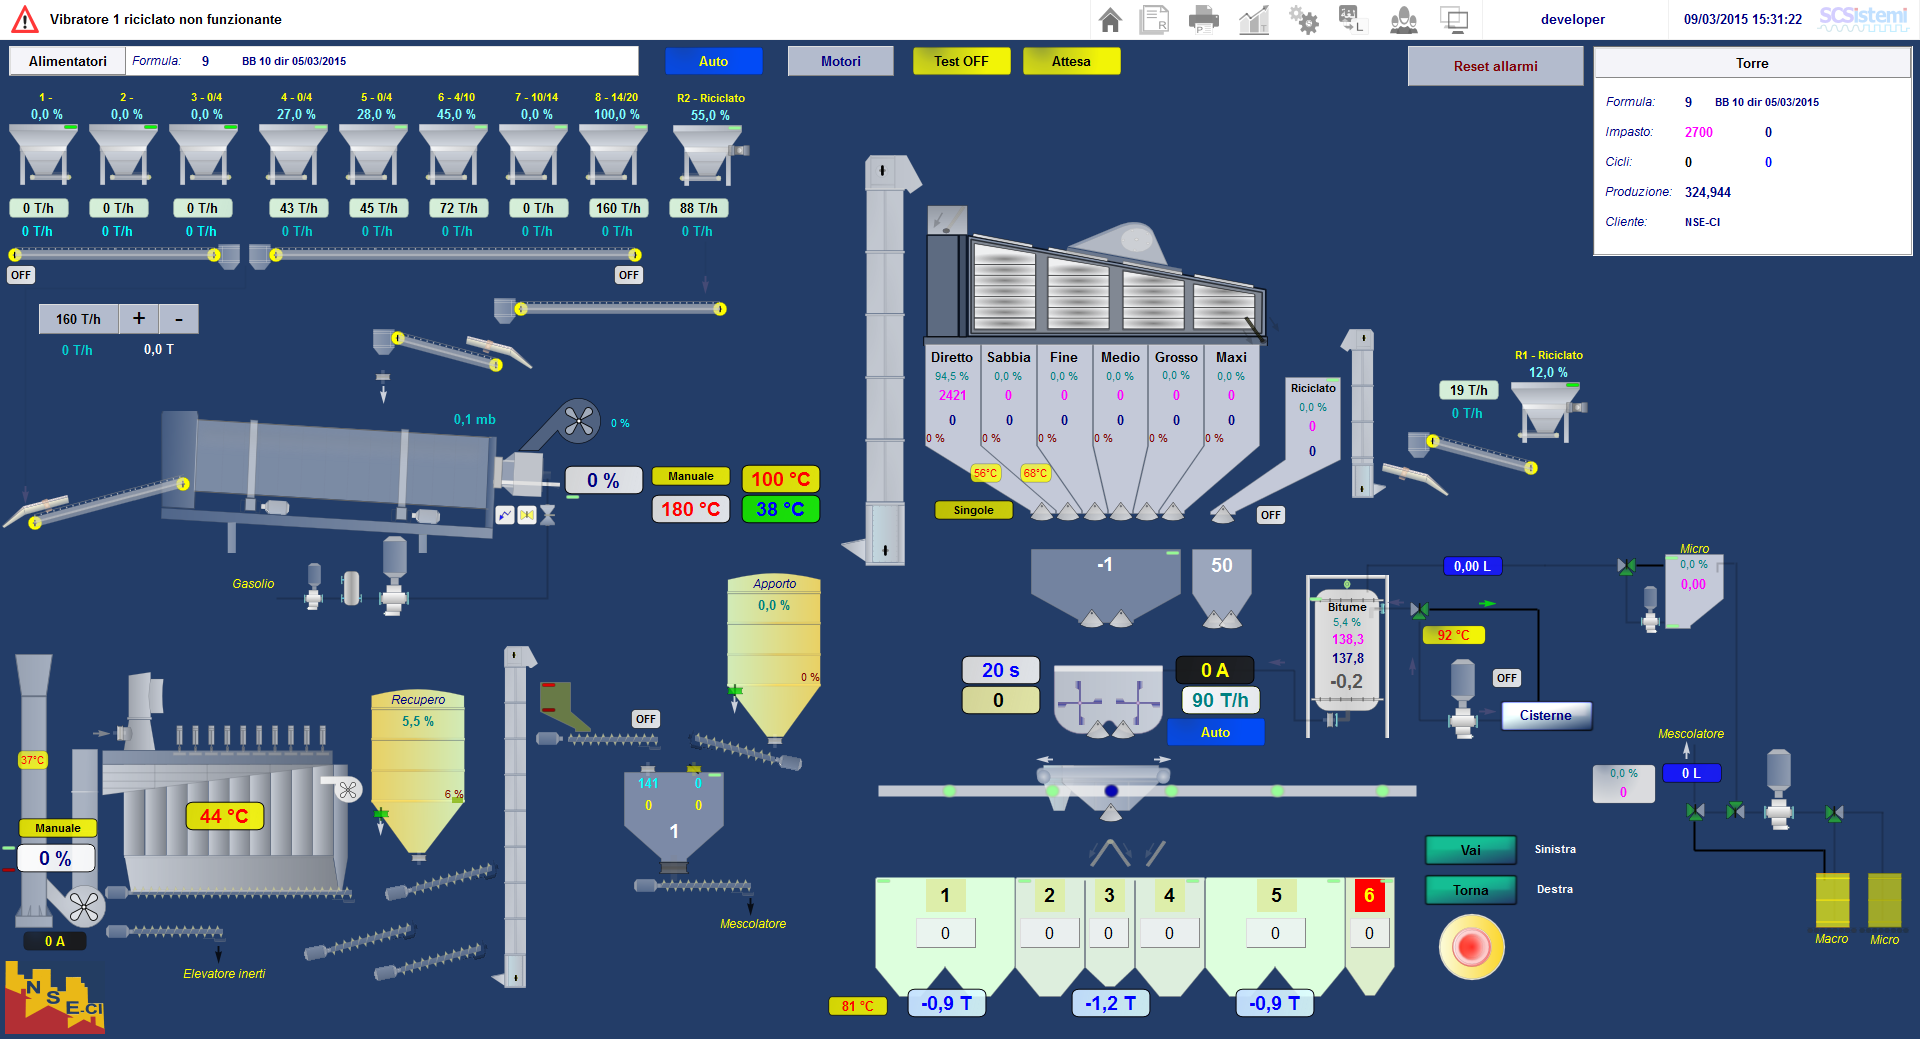 Vibratore 1 riciclato non funzionante
developer
09/03/2015 15:31:22
SCSistemi
Alimentatori
Formula: 9 BB 10 dir 05/03/2015
Auto
Motori
Test OFF
Attesa
Reset allarmi
Torre
Formula: 9 BB 10 dir 05/03/2015
Impasto: 2700 0
Cicli: 0 0
Produzione: 324,944
Cliente: NSE-CI
1 - 2 - 3 - 0/4 4 - 0/4 5 - 0/4 6 - 4/10 7 - 10/14 8 - 14/20 R2 - Riciclato
0,0 % 0,0 % 0,0 % 27,0 % 28,0 % 45,0 % 0,0 % 100,0 % 55,0 %
0 T/h 0 T/h 0 T/h 43 T/h 45 T/h 72 T/h 0 T/h 160 T/h 88 T/h
0 T/h 0 T/h 0 T/h 0 T/h 0 T/h 0 T/h 0 T/h 0 T/h 0 T/h
OFF
OFF
160 T/h + -
0 T/h 0,0 T
0,1 mb
0 %
0 %
Manuale
100 °C
180 °C
38 °C
Gasolio
Diretto Sabbia Fine Medio Grosso Maxi
94,5 % 0,0 % 0,0 % 0,0 % 0,0 % 0,0 %
2421 0 0 0 0 0
0 0 0 0 0 0
0 % 0 % 0 % 0 % 0 % 0 %
56°C
68°C
Singole
Riciclato
0,0 %
0
0
OFF
R1 - Riciclato
12,0 %
19 T/h
0 T/h
-1
50
Bitume
5,4 %
138,3
137,8
-0,2
0,00 L
92 °C
OFF
Cisterne
Micro
0,0 %
0,00
Mescolatore
0,0 %
0
0 L
Macro
Micro
20 s
0
0 A
90 T/h
Auto
Apporto
0,0 %
0 %
Recupero
5,5 %
6 %
OFF
141 0
0 0
1
Mescolatore
37°C
44 °C
Manuale
0 %
0 A
Elevatore inerti
NSE-CI
Vai
Sinistra
Torna
Destra
1 2 3 4 5 6
0 0 0 0 0 0
81 °C
-0,9 T
-1,2 T
-0,9 T